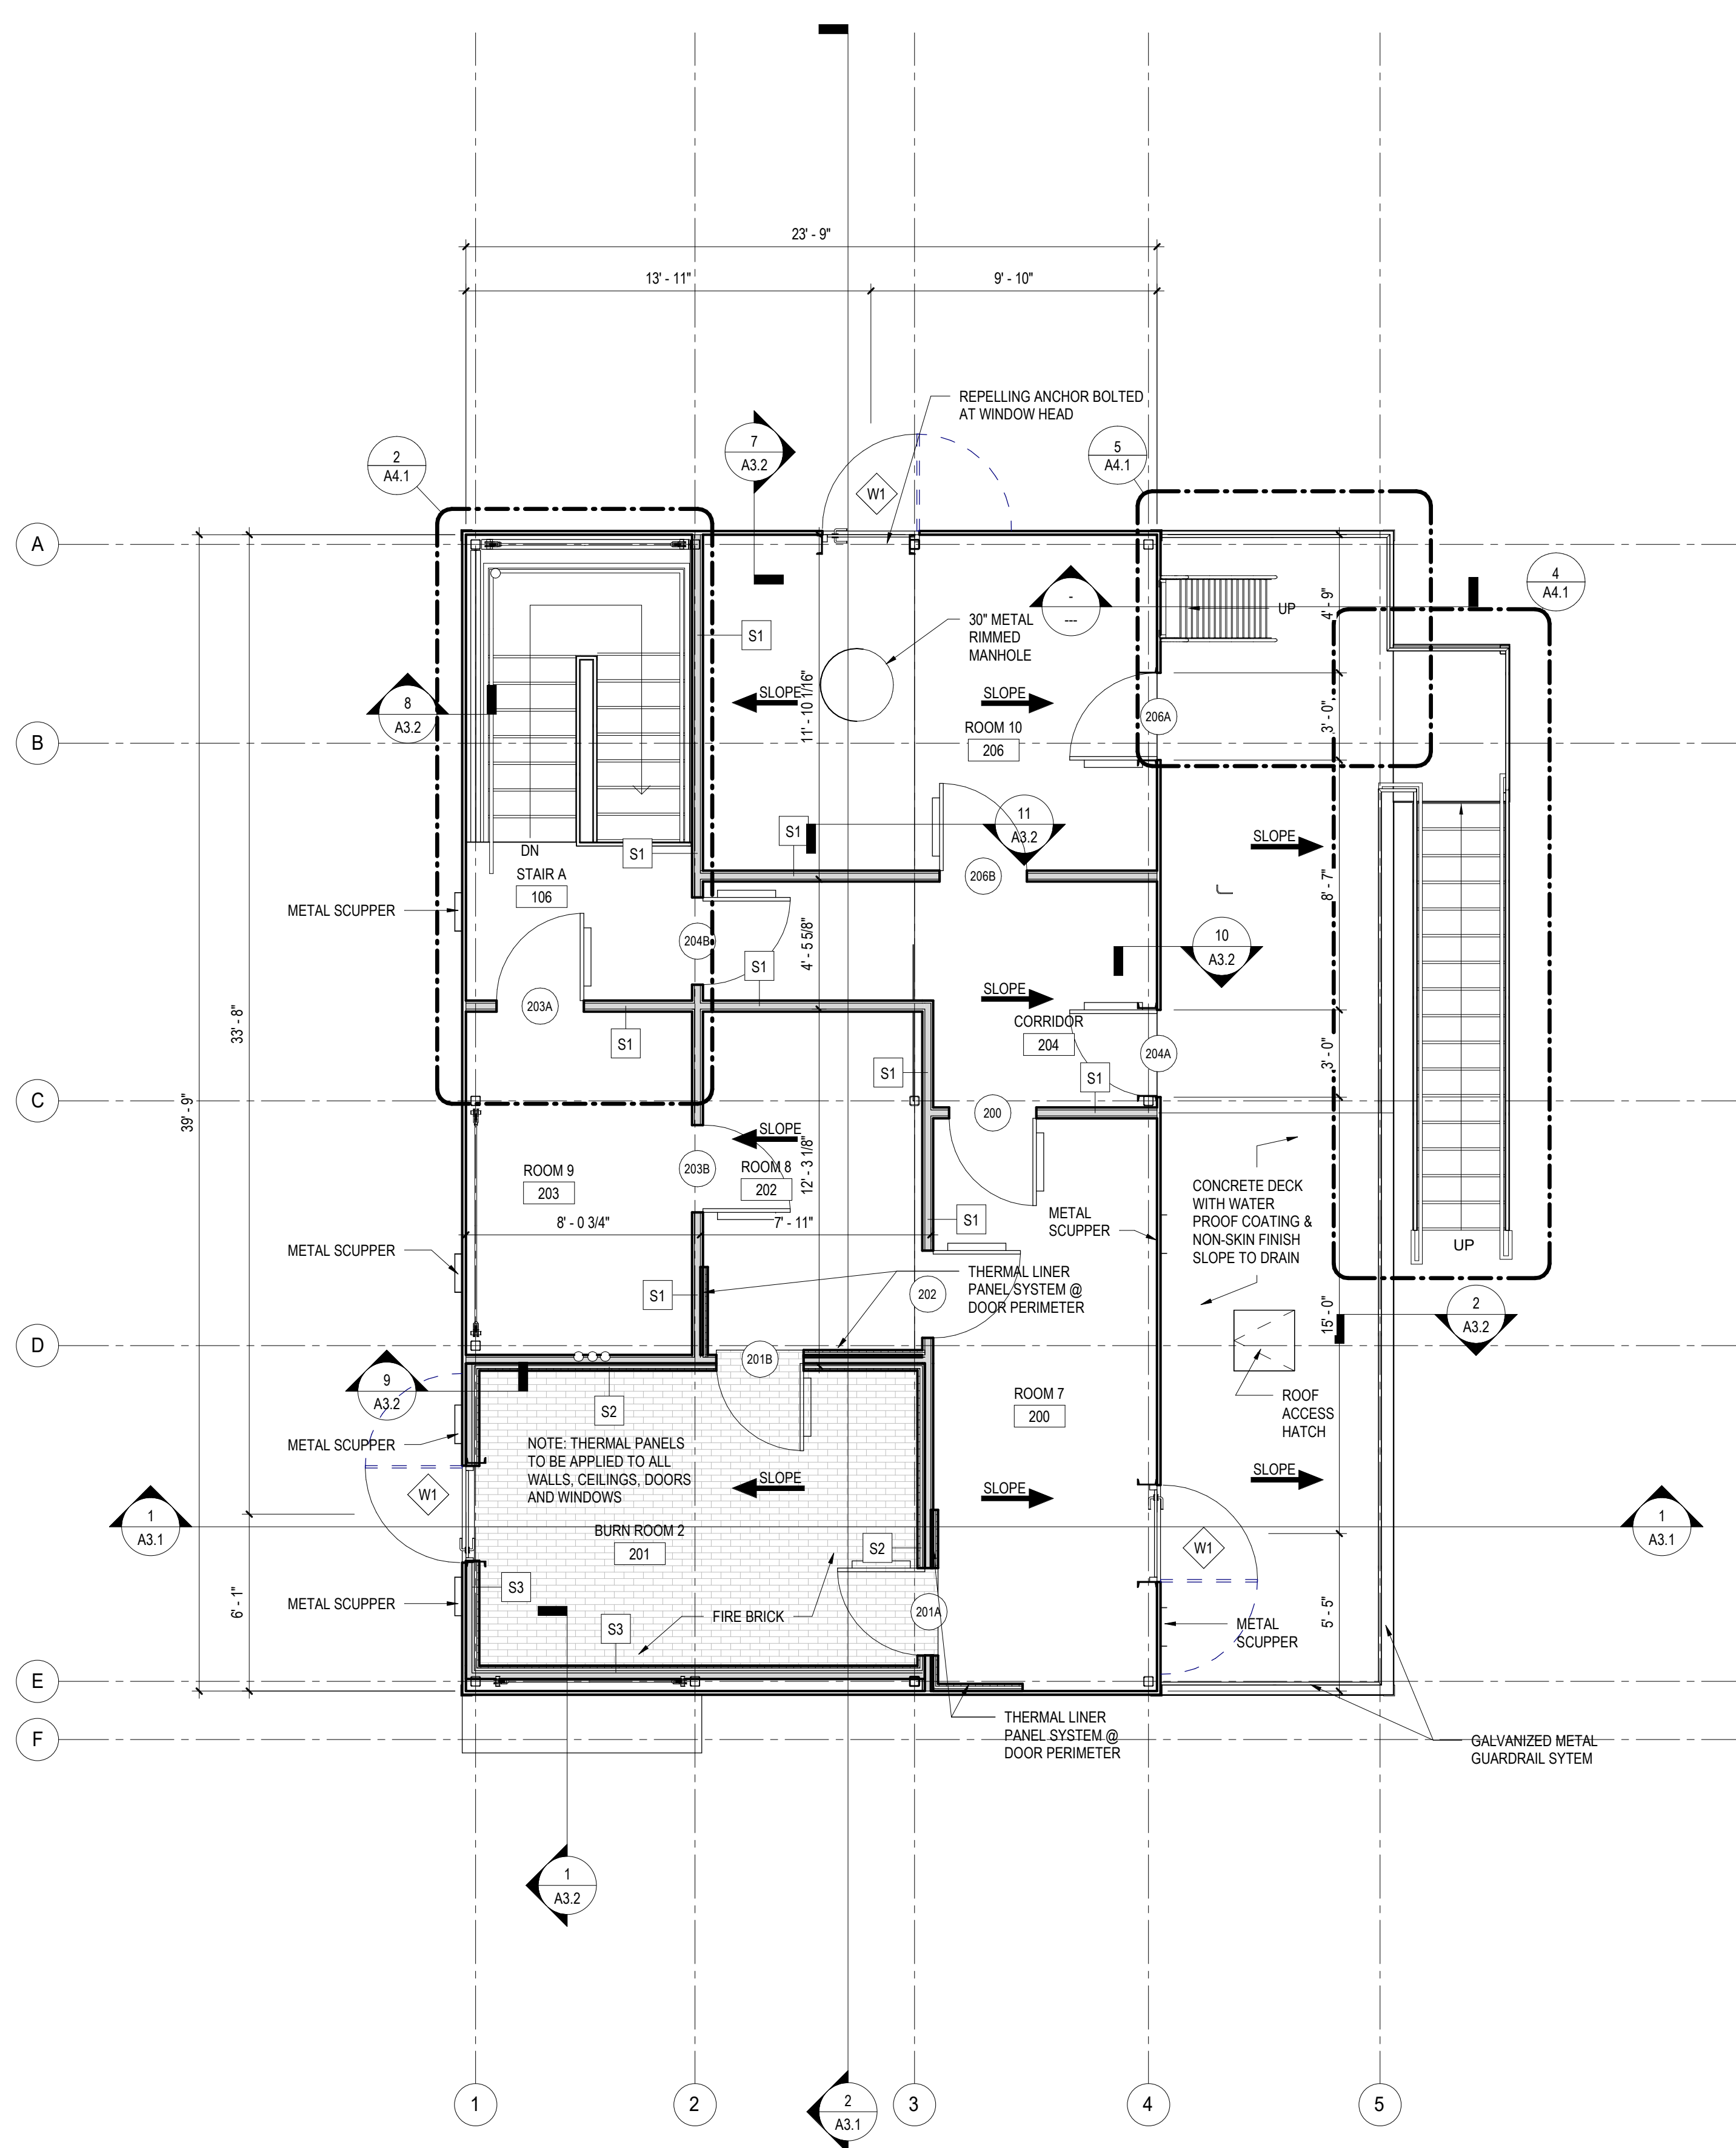 23' - 9"
13' - 11"
9' - 10"
REPELLING ANCHOR BOLTED
AT WINDOW HEAD
7
A3.2
2
A4.1
5
A4.1
W1
A
4
A4.1
-
---
UP
4' - 9"
30" METAL
RIMMED
MANHOLE
S1
SLOPE
11' - 10 1/16"
SLOPE
8
A3.2
206A
3' - 0"
ROOM 10
206
B
11
A3.2
S1
S1
SLOPE
DN
STAIR A
106
206B
8' - 7"
METAL SCUPPER
204B
4' - 5 5/8"
10
A3.2
S1
SLOPE
203A
CORRIDOR
204
S1
33' - 8"
204A
3' - 0"
S1
S1
C
39' - 9"
200
SLOPE
ROOM 9
203
203B
ROOM 8
202
12' - 3 1/8"
CONCRETE DECK
WITH WATER
PROOF COATING &
NON-SKIN FINISH
SLOPE TO DRAIN
METAL
SCUPPER
S1
8' - 0 3/4"
7' - 11"
UP
METAL SCUPPER
THERMAL LINER
PANEL SYSTEM @
DOOR PERIMETER
S1
202
2
A3.2
15' - 0"
D
201B
9
A3.2
ROOM 7
200
ROOF
ACCESS
HATCH
S2
METAL SCUPPER
NOTE: THERMAL PANELS
TO BE APPLIED TO ALL
WALLS, CEILINGS, DOORS
AND WINDOWS
SLOPE
SLOPE
SLOPE
W1
1
A3.1
1
A3.1
BURN ROOM 2
201
S2
W1
S3
METAL SCUPPER
6' - 1"
FIRE BRICK
201A
S3
METAL
SCUPPER
5' - 5"
E
THERMAL LINER
PANEL SYSTEM @
DOOR PERIMETER
F
GALVANIZED METAL
GUARDRAIL SYTEM
1
A3.2
1
2
2
A3.1
3
4
5